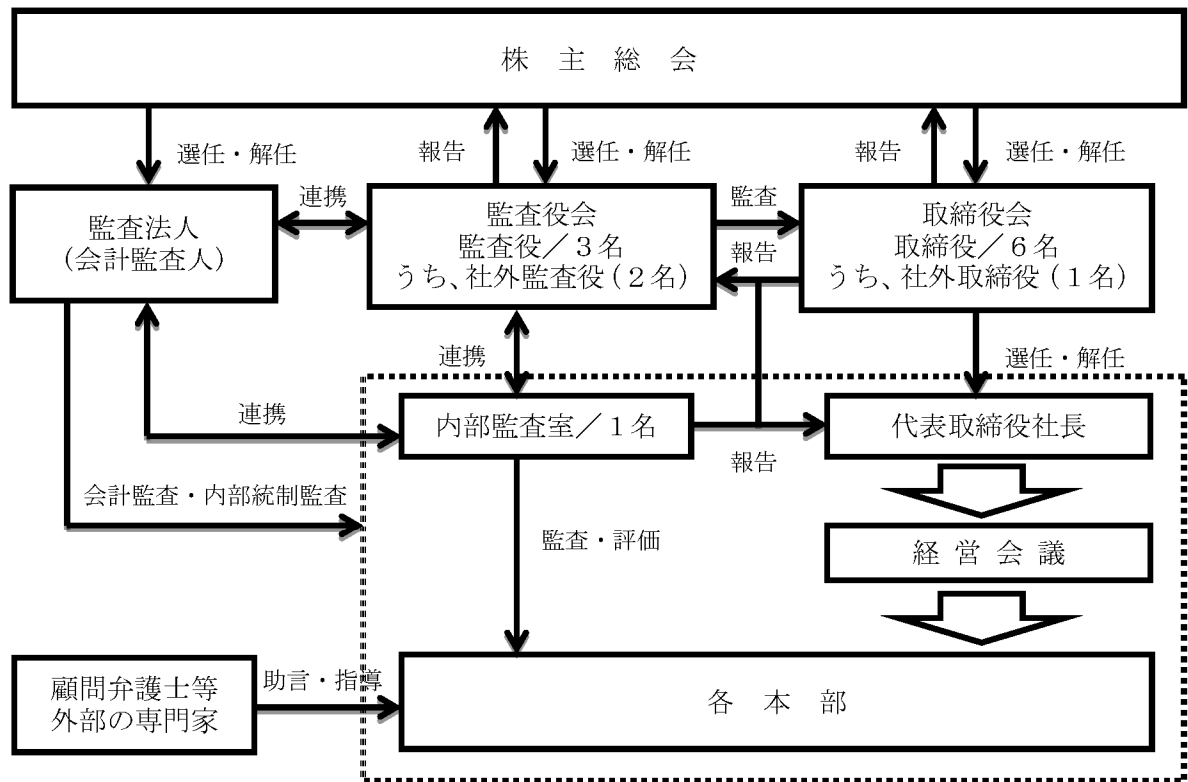 株 主 総 会
選任・解任
報告
選任・解任
報告
選任・解任
監査法人
(会計監査人)
連携
監査役会
監査役／３名
うち、社外監査役(２名)
監査
報告
取締役会
取締役／６名
うち、社外取締役(１名)
連携
選任・解任
連携
内部監査室／１名
報告
代表取締役社長
会計監査・内部統制監査
監査・評価
経 営 会 議
顧問弁護士等
外部の専門家
助言・指導
各 本 部